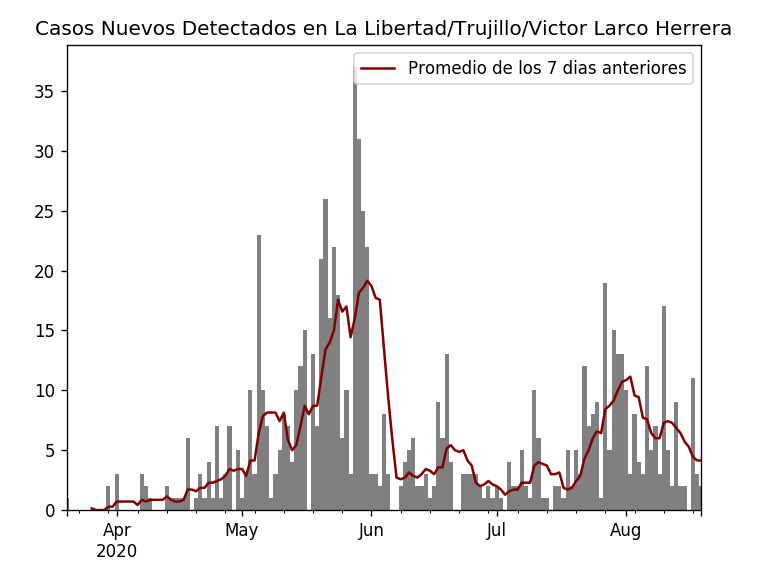 Casos Nuevos Detectados en La Libertad/Trujillo/Victor Larco Herrera
Promedio de los 7 dias anteriores
35
30
25
20
15
10
5
0
Apr
2020
May
Jun
Jul
Aug